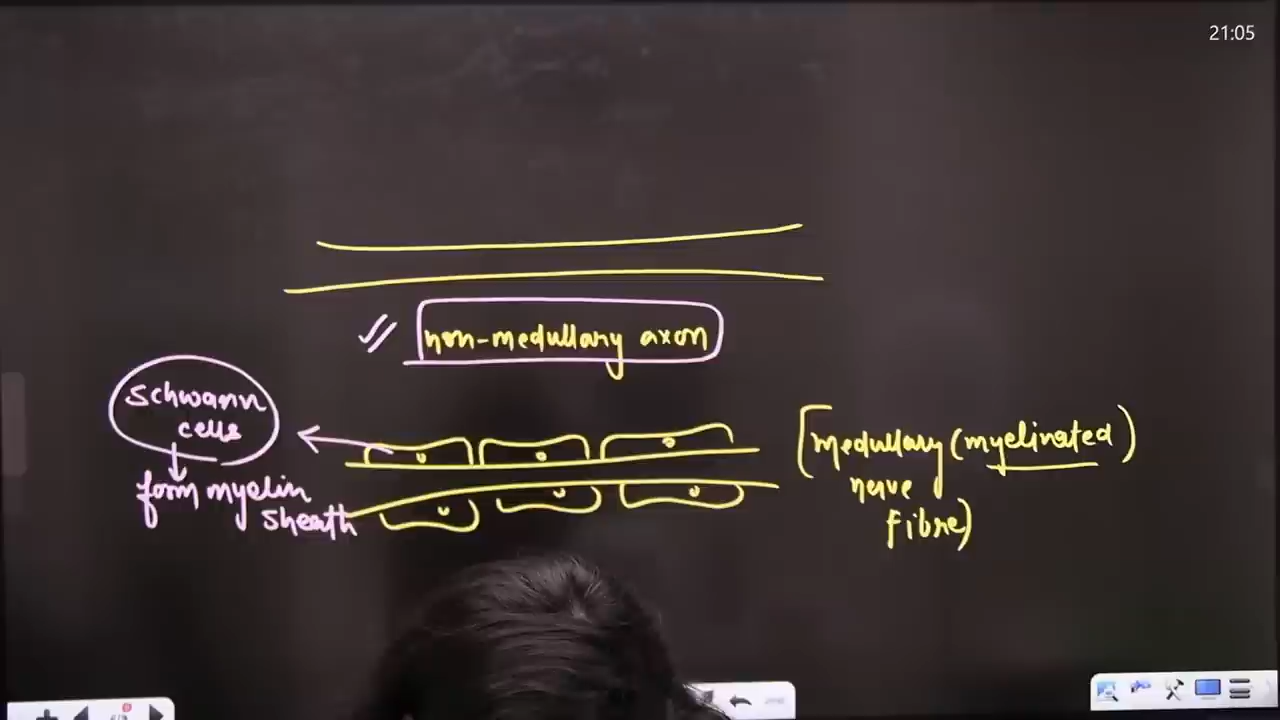 21:05
non-medullary axon
Schwann
cells
form myelin
sheath
[medullary (myelinated)
nerve
fibre)